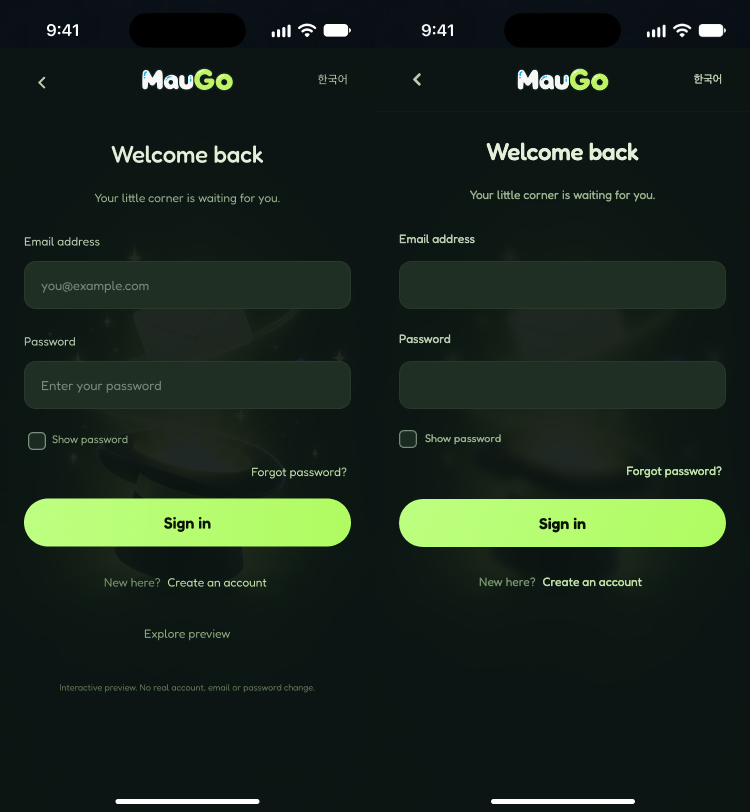 9:41
MauGo
한국어
Welcome back
Your little corner is waiting for you.
Email address
you@example.com
Password
Enter your password
Show password
Forgot password?
Sign in
New here? Create an account
Explore preview
Interactive preview. No real account, email or password change.
9:41
MauGo
한국어
Welcome back
Your little corner is waiting for you.
Email address
Password
Show password
Forgot password?
Sign in
New here? Create an account